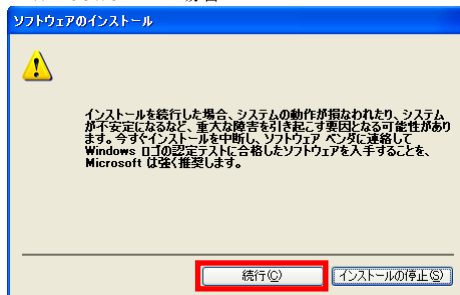 ソフトウェアのインストール
インストールを続行した場合、システムの動作が損なわれたり、システム
が不安定になるなど、重大な障害を引き起こす要因となる可能性があり
ます。今すぐインストールを中断し、ソフトウェア ベンダに連絡して
Windows ロゴの認定テストに合格したソフトウェアを入手することを、
Microsoft は強く推奨します。
続行(C) インストールの停止(S)